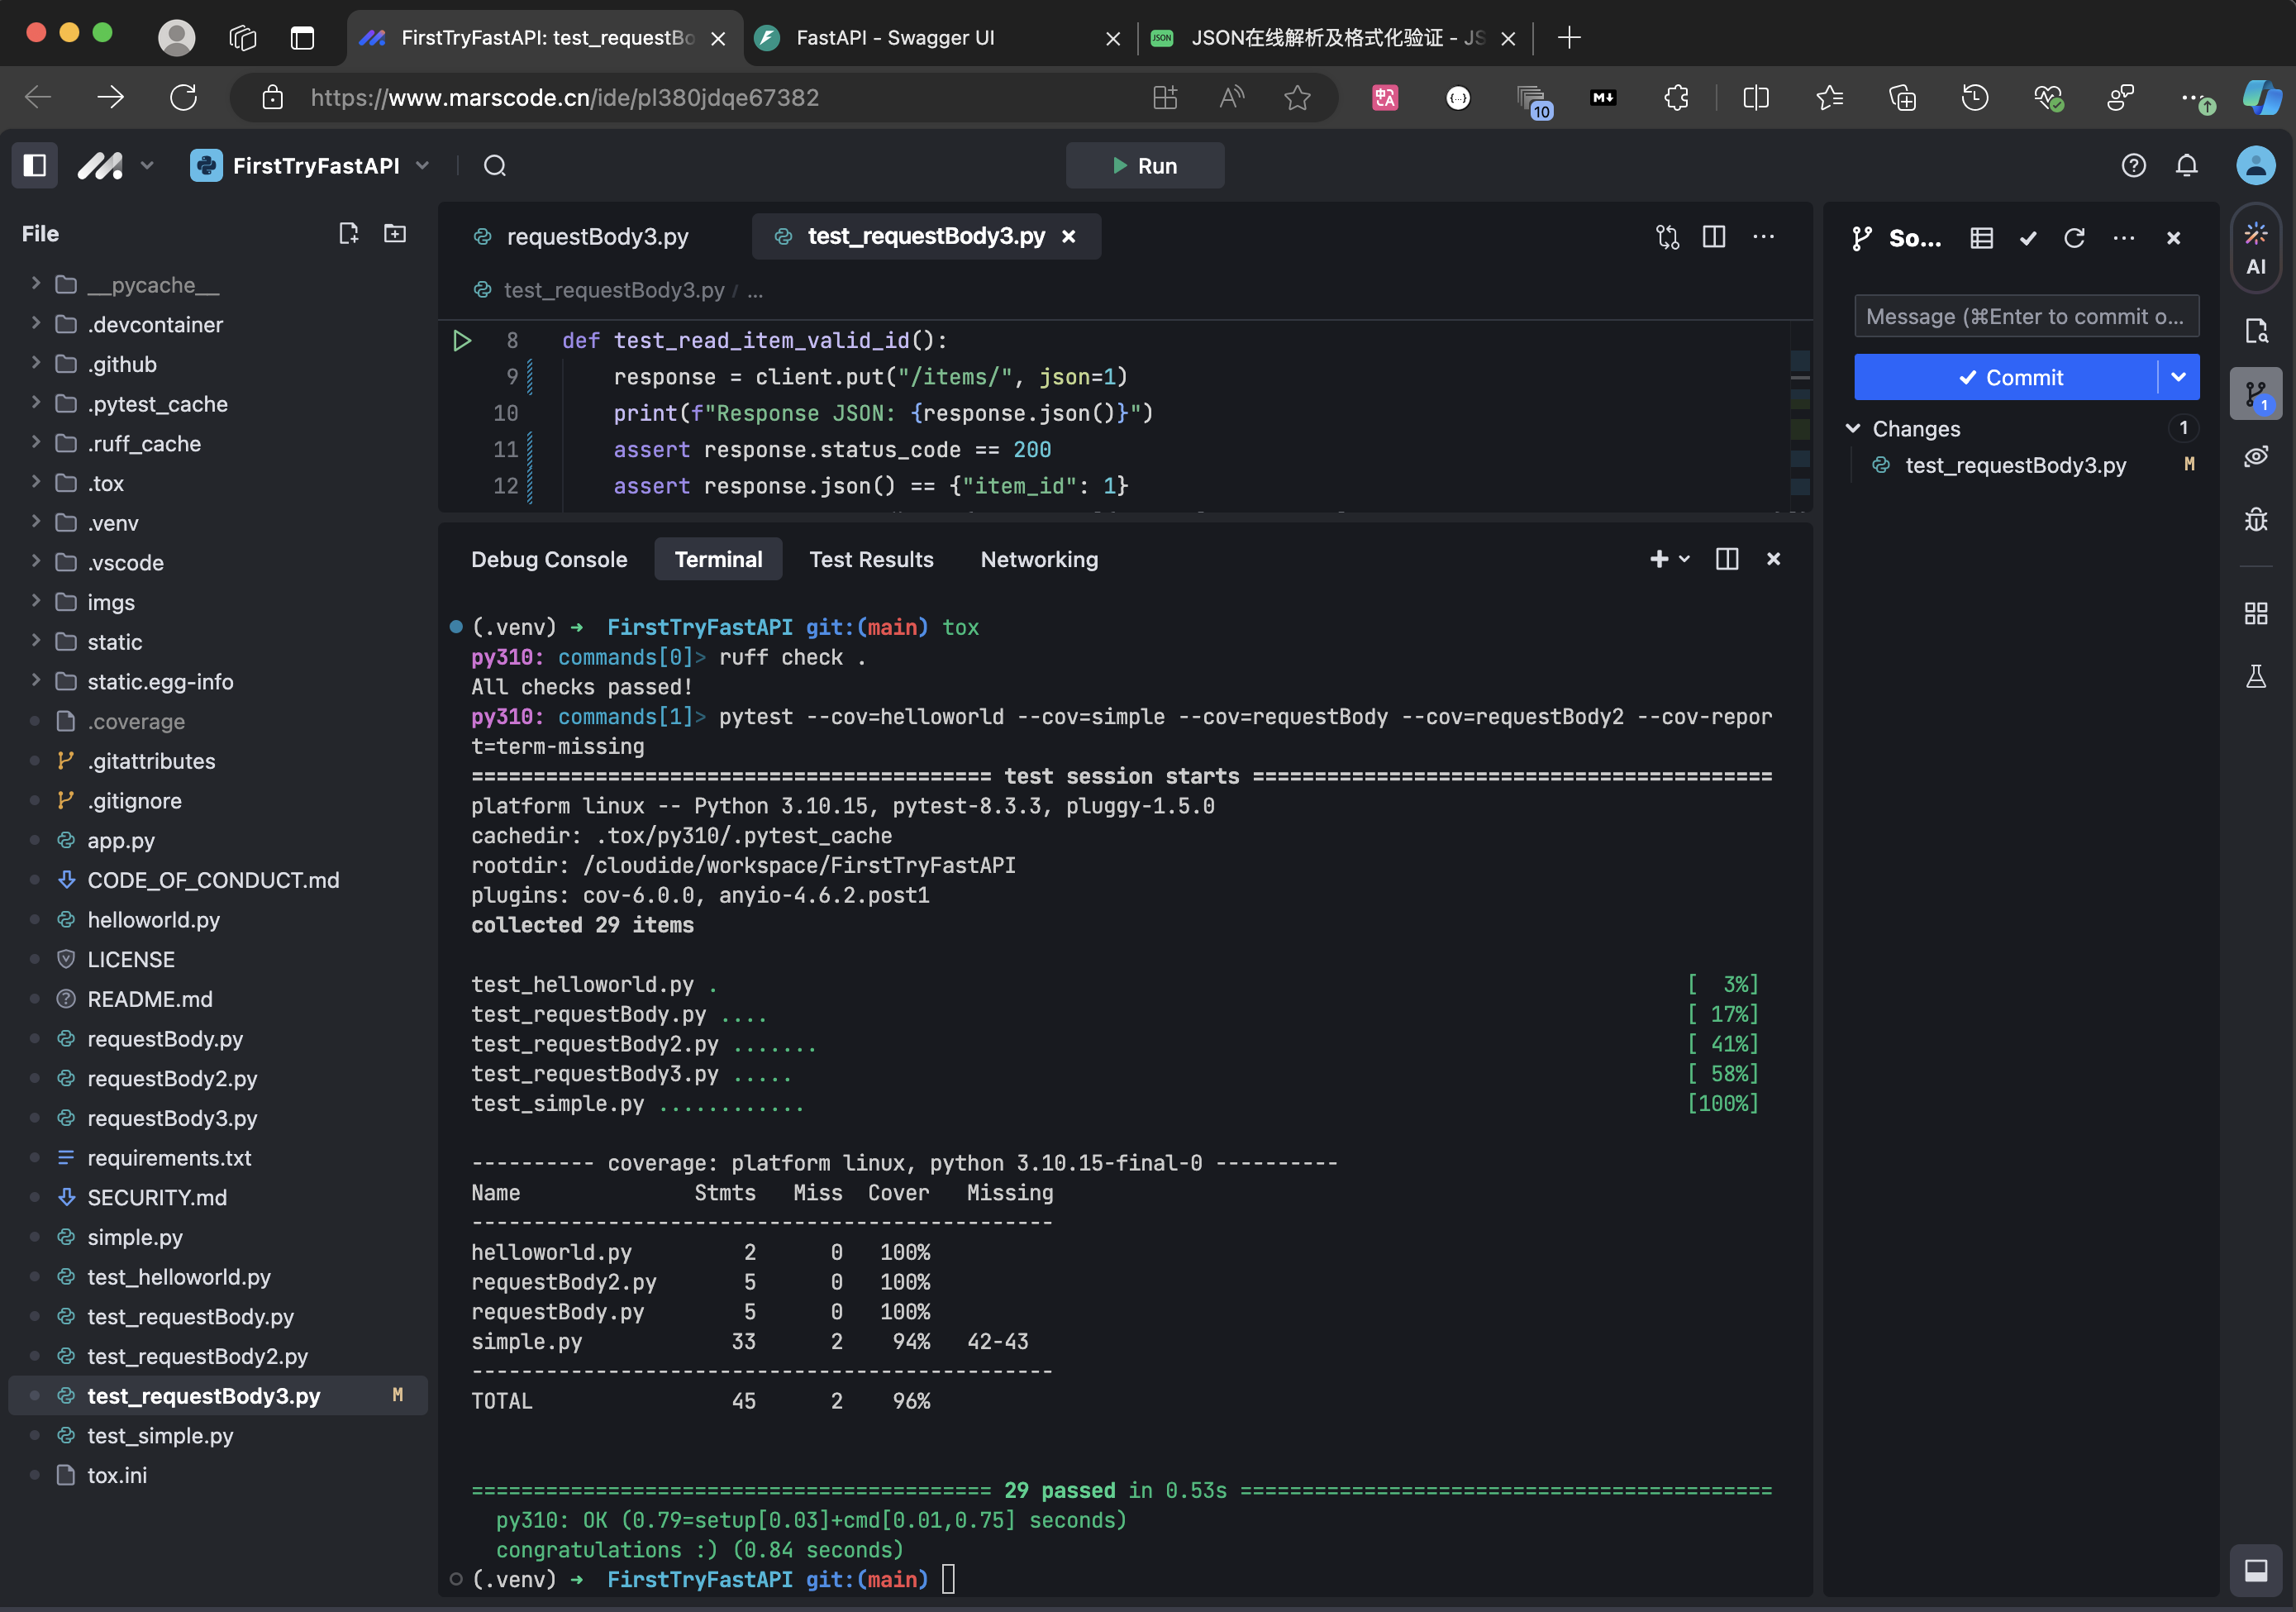 FirstTryFastAPI: test_requestBo
FastAPI - Swagger UI
JSON
JSON在线解析及格式化验证 - JS
https://www.marscode.cn/ide/pl380jdqe67382
10
M
FirstTryFastAPI
Run
File
__pycache__
.devcontainer
.github
.pytest_cache
.ruff_cache
.tox
.venv
.vscode
imgs
static
static.egg-info
.coverage
.gitattributes
.gitignore
app.py
CODE_OF_CONDUCT.md
helloworld.py
LICENSE
README.md
requestBody.py
requestBody2.py
requestBody3.py
requirements.txt
SECURITY.md
simple.py
test_helloworld.py
test_requestBody.py
test_requestBody2.py
test_requestBody3.py M
test_simple.py
tox.ini
requestBody3.py
test_requestBody3.py
test_requestBody3.py / ...
8 def test_read_item_valid_id():
9 response = client.put("/items/", json=1)
10 print(f"Response JSON: {response.json()}")
11 assert response.status_code == 200
12 assert response.json() == {"item_id": 1}
Debug Console Terminal Test Results Networking
(.venv) ➜ FirstTryFastAPI git:(main) tox
py310: commands[0]> ruff check .
All checks passed!
py310: commands[1]> pytest --cov=helloworld --cov=simple --cov=requestBody --cov=requestBody2 --cov-repor
t=term-missing
========================================== test session starts ==========================================
platform linux -- Python 3.10.15, pytest-8.3.3, pluggy-1.5.0
cachedir: .tox/py310/.pytest_cache
rootdir: /cloudide/workspace/FirstTryFastAPI
plugins: cov-6.0.0, anyio-4.6.2.post1
collected 29 items
test_helloworld.py . [ 3%]
test_requestBody.py .... [ 17%]
test_requestBody2.py ....... [ 41%]
test_requestBody3.py ..... [ 58%]
test_simple.py ............ [100%]
---------- coverage: platform linux, python 3.10.15-final-0 ----------
Name Stmts Miss Cover Missing
-----------------------------------------------
helloworld.py 2 0 100%
requestBody2.py 5 0 100%
requestBody.py 5 0 100%
simple.py 33 2 94% 42-43
-----------------------------------------------
TOTAL 45 2 96%
========================================== 29 passed in 0.53s ===========================================
py310: OK (0.79=setup[0.03]+cmd[0.01,0.75] seconds)
congratulations :) (0.84 seconds)
(.venv) ➜ FirstTryFastAPI git:(main)
So...
Message (⌘Enter to commit o...
Commit
Changes 1
test_requestBody3.py M
AI
1